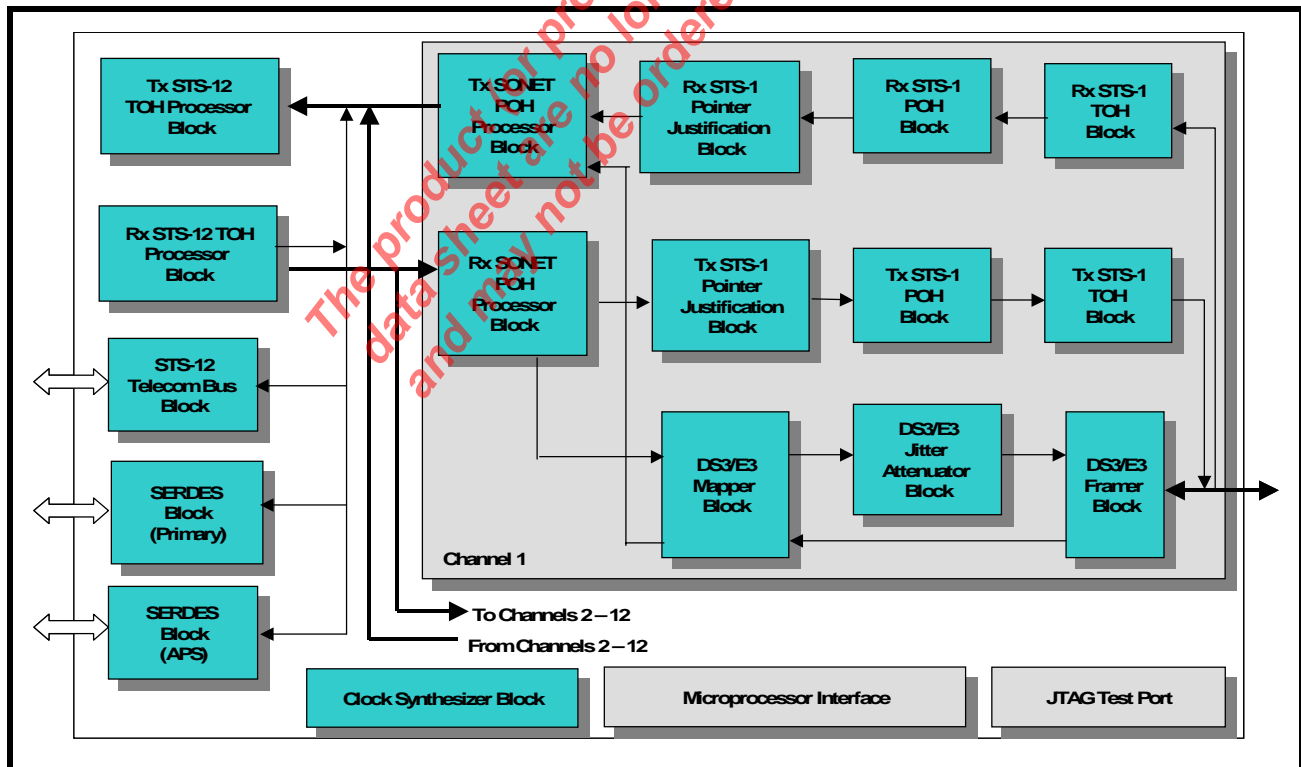 Tx STS-12
TOH Processor
Block
Tx SONET
POH
Processor
Block
Rx STS-1
Pointer
Justification
Block
Rx STS-1
POH
Block
Rx STS-1
TOH
Block
Rx STS-12 TOH
Processor
Block
Rx SONET
POH
Processor
Block
Tx STS-1
Pointer
Justification
Block
Tx STS-1
POH
Block
Tx STS-1
TOH
Block
STS-12
Telecom Bus
Block
SERDES
Block
(Primary)
SERDES
Block
(APS)
DS3/E3
Mapper
Block
DS3/E3
Jitter
Attenuator
Block
DS3/E3
Framer
Block
Channel 1
To Channels 2 – 12
From Channels 2 – 12
Clock Synthesizer Block
Microprocessor Interface
JTAG Test Port
The product (or pro
data sheet are no lon
and may not be ordere